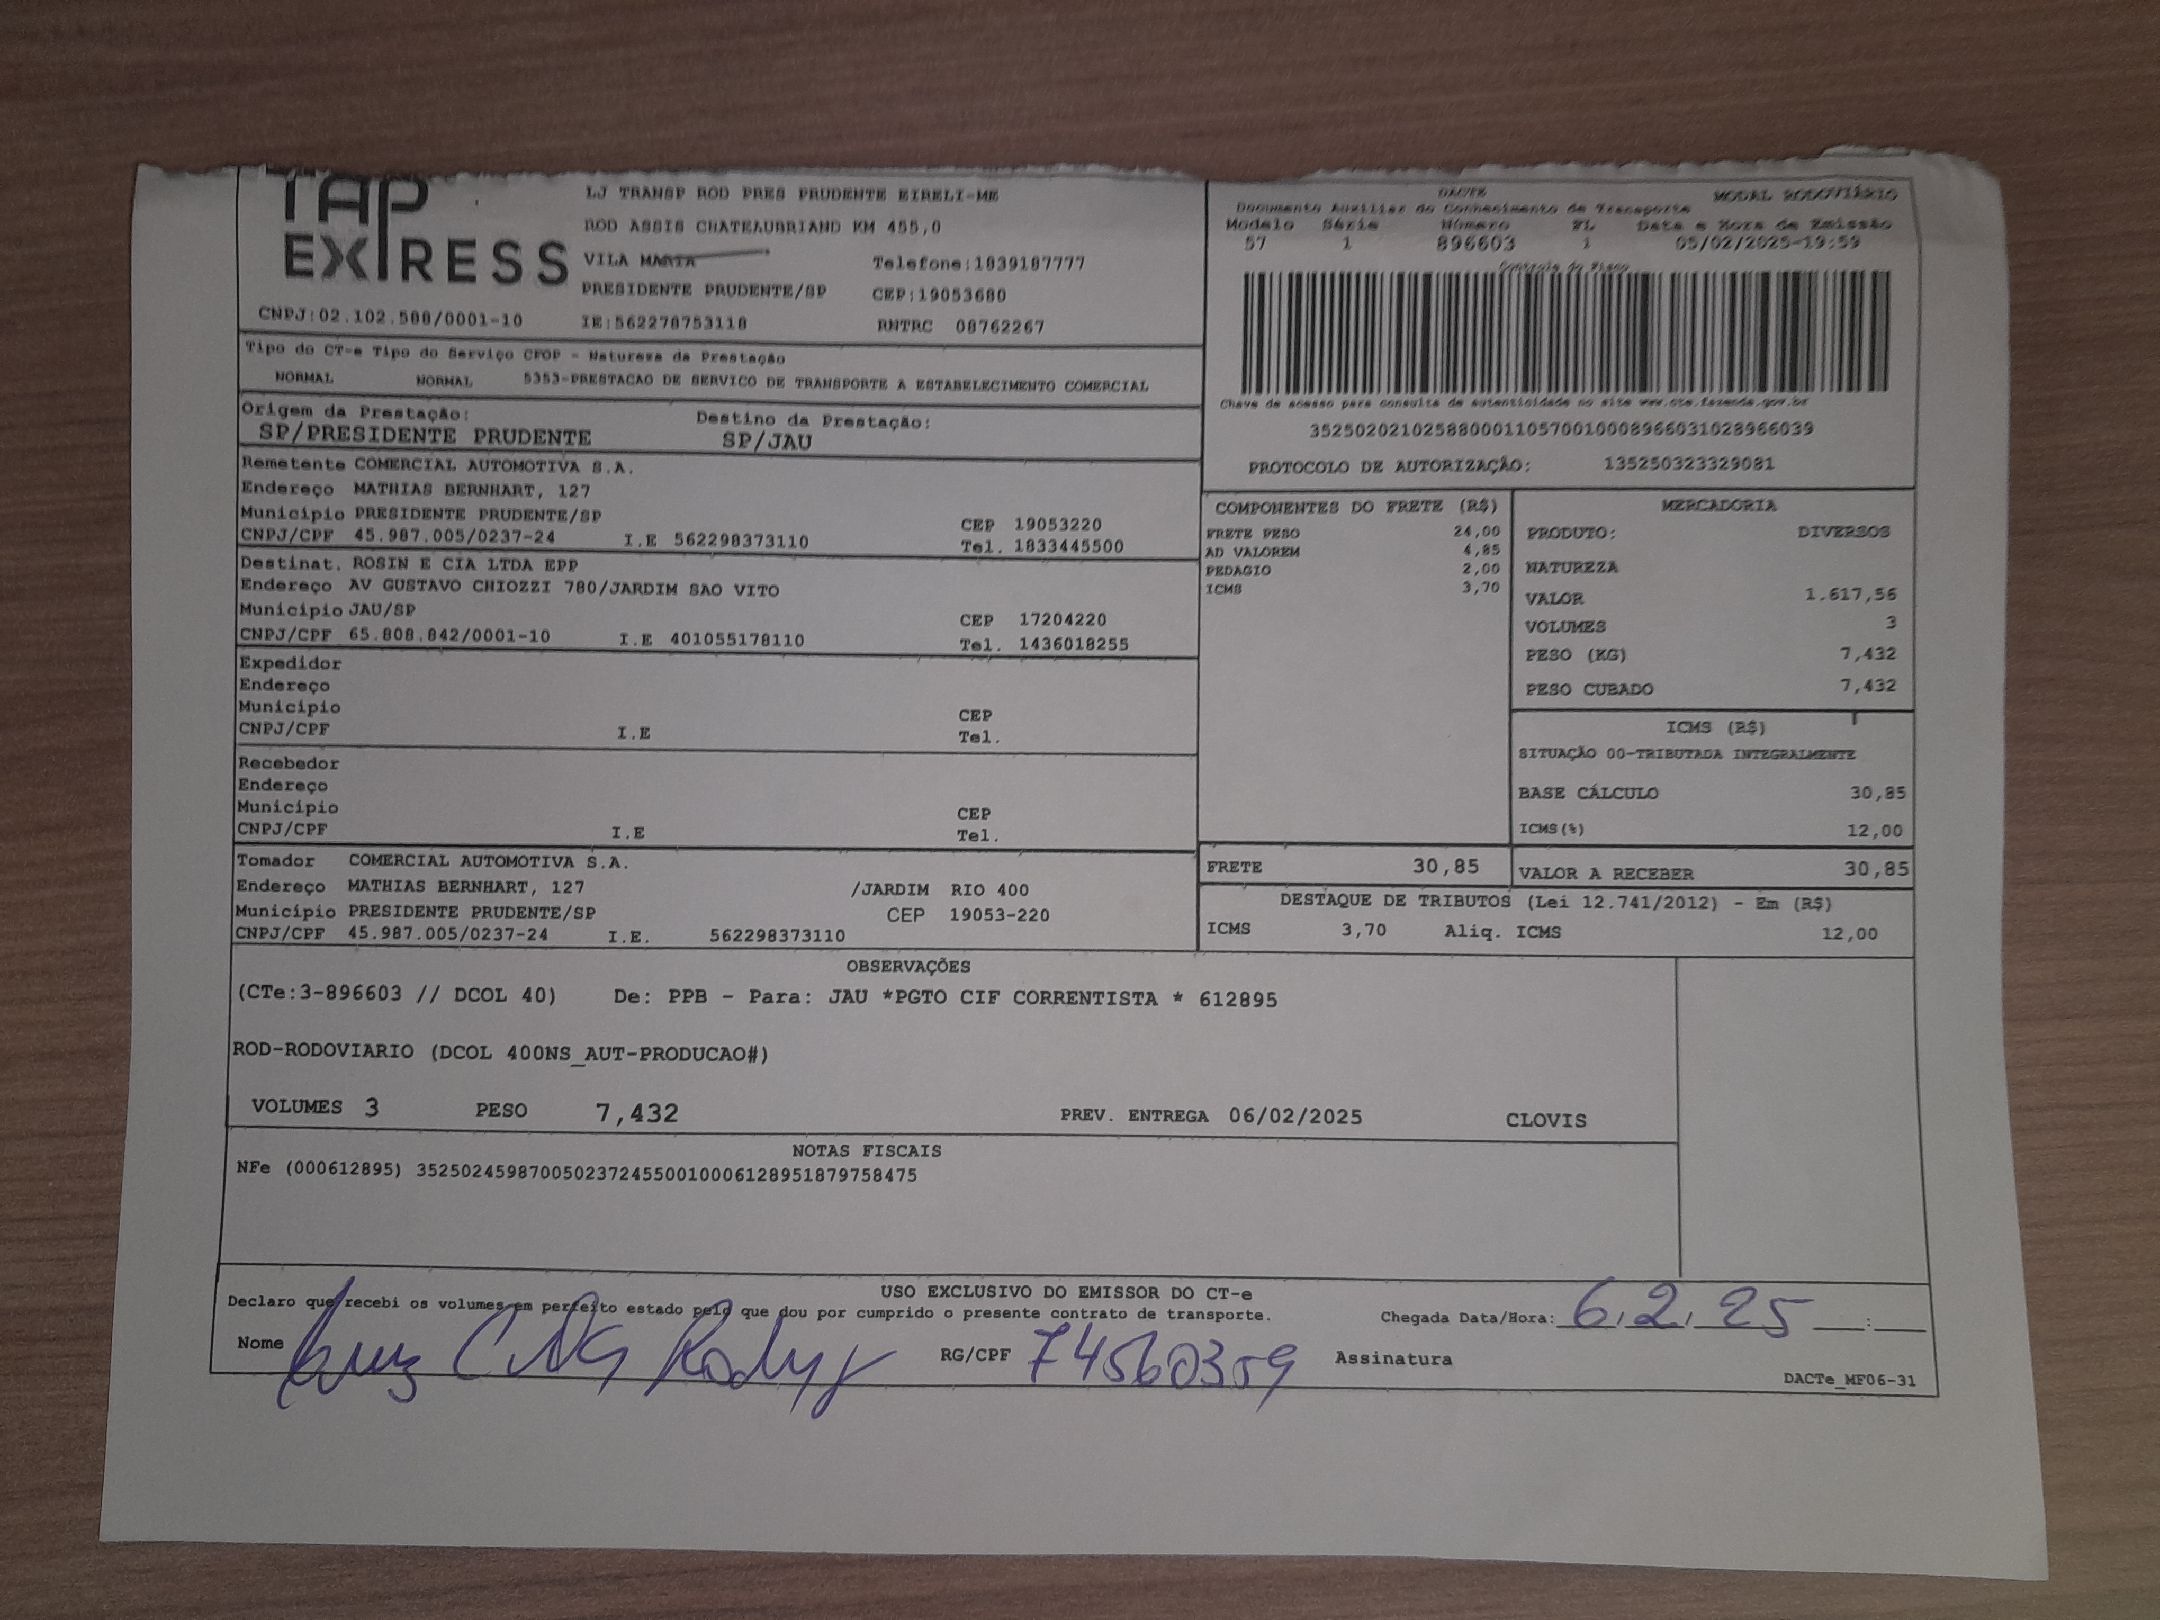 TAP
EXPRESS
CNPJ:02.102.588/0001-10
LJ TRANSP ROD PRES PRUDENTE EIRELI-ME
ROD ASSIS CHATEAUBRIAND KM 455,0
VILA MARIA Telefone:1839187777
PRESIDENTE PRUDENTE/SP CEP:19053680
IE:562278753118 RNTRC 08762267
DACTE MODAL RODOVIÁRIO
Documento Auxiliar do Conhecimento de Transporte
Modelo Série Número FL Data e Hora de Emissão
57 1 896603 1 05/02/2025-19:59
Controle do Fisco
Chave de acesso para consulta de autenticidade no site www.cte.fazenda.gov.br
35250202102588000110570010008966031028966039
PROTOCOLO DE AUTORIZAÇÃO: 135250323329081
Tipo do CT-e Tipo do Serviço CFOP - Natureza da Prestação
NORMAL NORMAL 5353-PRESTACAO DE SERVICO DE TRANSPORTE A ESTABELECIMENTO COMERCIAL
Origem da Prestação: Destino da Prestação:
SP/PRESIDENTE PRUDENTE SP/JAU
Remetente COMERCIAL AUTOMOTIVA S.A.
Endereço MATHIAS BERNHART, 127
Município PRESIDENTE PRUDENTE/SP CEP 19053220
CNPJ/CPF 45.987.005/0237-24 I.E 562298373110 Tel. 1833445500
Destinat. ROSIN E CIA LTDA EPP
Endereço AV GUSTAVO CHIOZZI 780/JARDIM SAO VITO
Município JAU/SP CEP 17204220
CNPJ/CPF 65.808.842/0001-10 I.E 401055178110 Tel. 1436018255
Expedidor
Endereço
Município CEP
CNPJ/CPF I.E Tel.
Recebedor
Endereço
Município CEP
CNPJ/CPF I.E Tel.
Tomador COMERCIAL AUTOMOTIVA S.A.
Endereço MATHIAS BERNHART, 127 /JARDIM RIO 400
Município PRESIDENTE PRUDENTE/SP CEP 19053-220
CNPJ/CPF 45.987.005/0237-24 I.E. 562298373110
COMPONENTES DO FRETE (R$)
FRETE PESO 24,00
AD VALOREM 4,85
PEDAGIO 2,00
ICMS 3,70
FRETE 30,85
MERCADORIA
PRODUTO: DIVERSOS
NATUREZA
VALOR 1.617,56
VOLUMES 3
PESO (KG) 7,432
PESO CUBADO 7,432
ICMS (R$)
SITUAÇÃO 00-TRIBUTADA INTEGRALMENTE
BASE CÁLCULO 30,85
ICMS(%) 12,00
VALOR A RECEBER 30,85
DESTAQUE DE TRIBUTOS (Lei 12.741/2012) - Em (R$)
ICMS 3,70 Aliq. ICMS 12,00
OBSERVAÇÕES
(CTe:3-896603 // DCOL 40) De: PPB - Para: JAU *PGTO CIF CORRENTISTA * 612895
ROD-RODOVIARIO (DCOL 400NS_AUT-PRODUCAO#)
VOLUMES 3 PESO 7,432 PREV. ENTREGA 06/02/2025 CLOVIS
NOTAS FISCAIS
NFe (000612895) 35250245987005023724550010006128951879758475
USO EXCLUSIVO DO EMISSOR DO CT-e
Declaro que recebi os volumes em perfeito estado pelo que dou por cumprido o presente contrato de transporte. Chegada Data/Hora: 6.2.25 __:__
Nome RG/CPF 74560359 Assinatura
DACTe_MF06-31